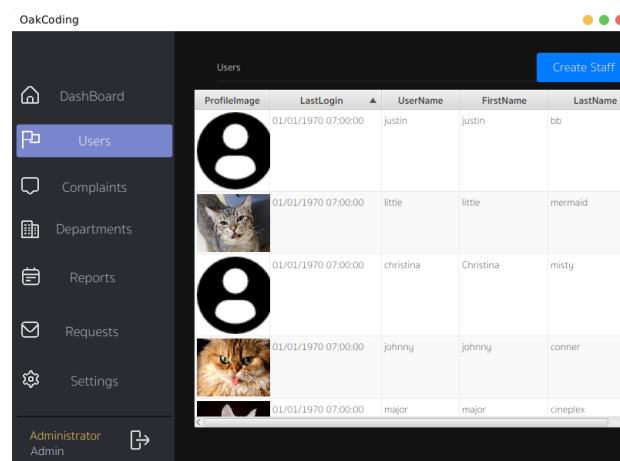 OakCoding
Users
Create Staff
DashBoard
Users
Complaints
Departments
Reports
Requests
Settings
Administrator
Admin
ProfileImage LastLogin UserName FirstName LastName
01/01/1970 07:00:00 justin justin bb
01/01/1970 07:00:00 little little mermaid
01/01/1970 07:00:00 christina Christina misty
01/01/1970 07:00:00 johnny johnny conner
01/01/1970 07:00:00 major major cineplex